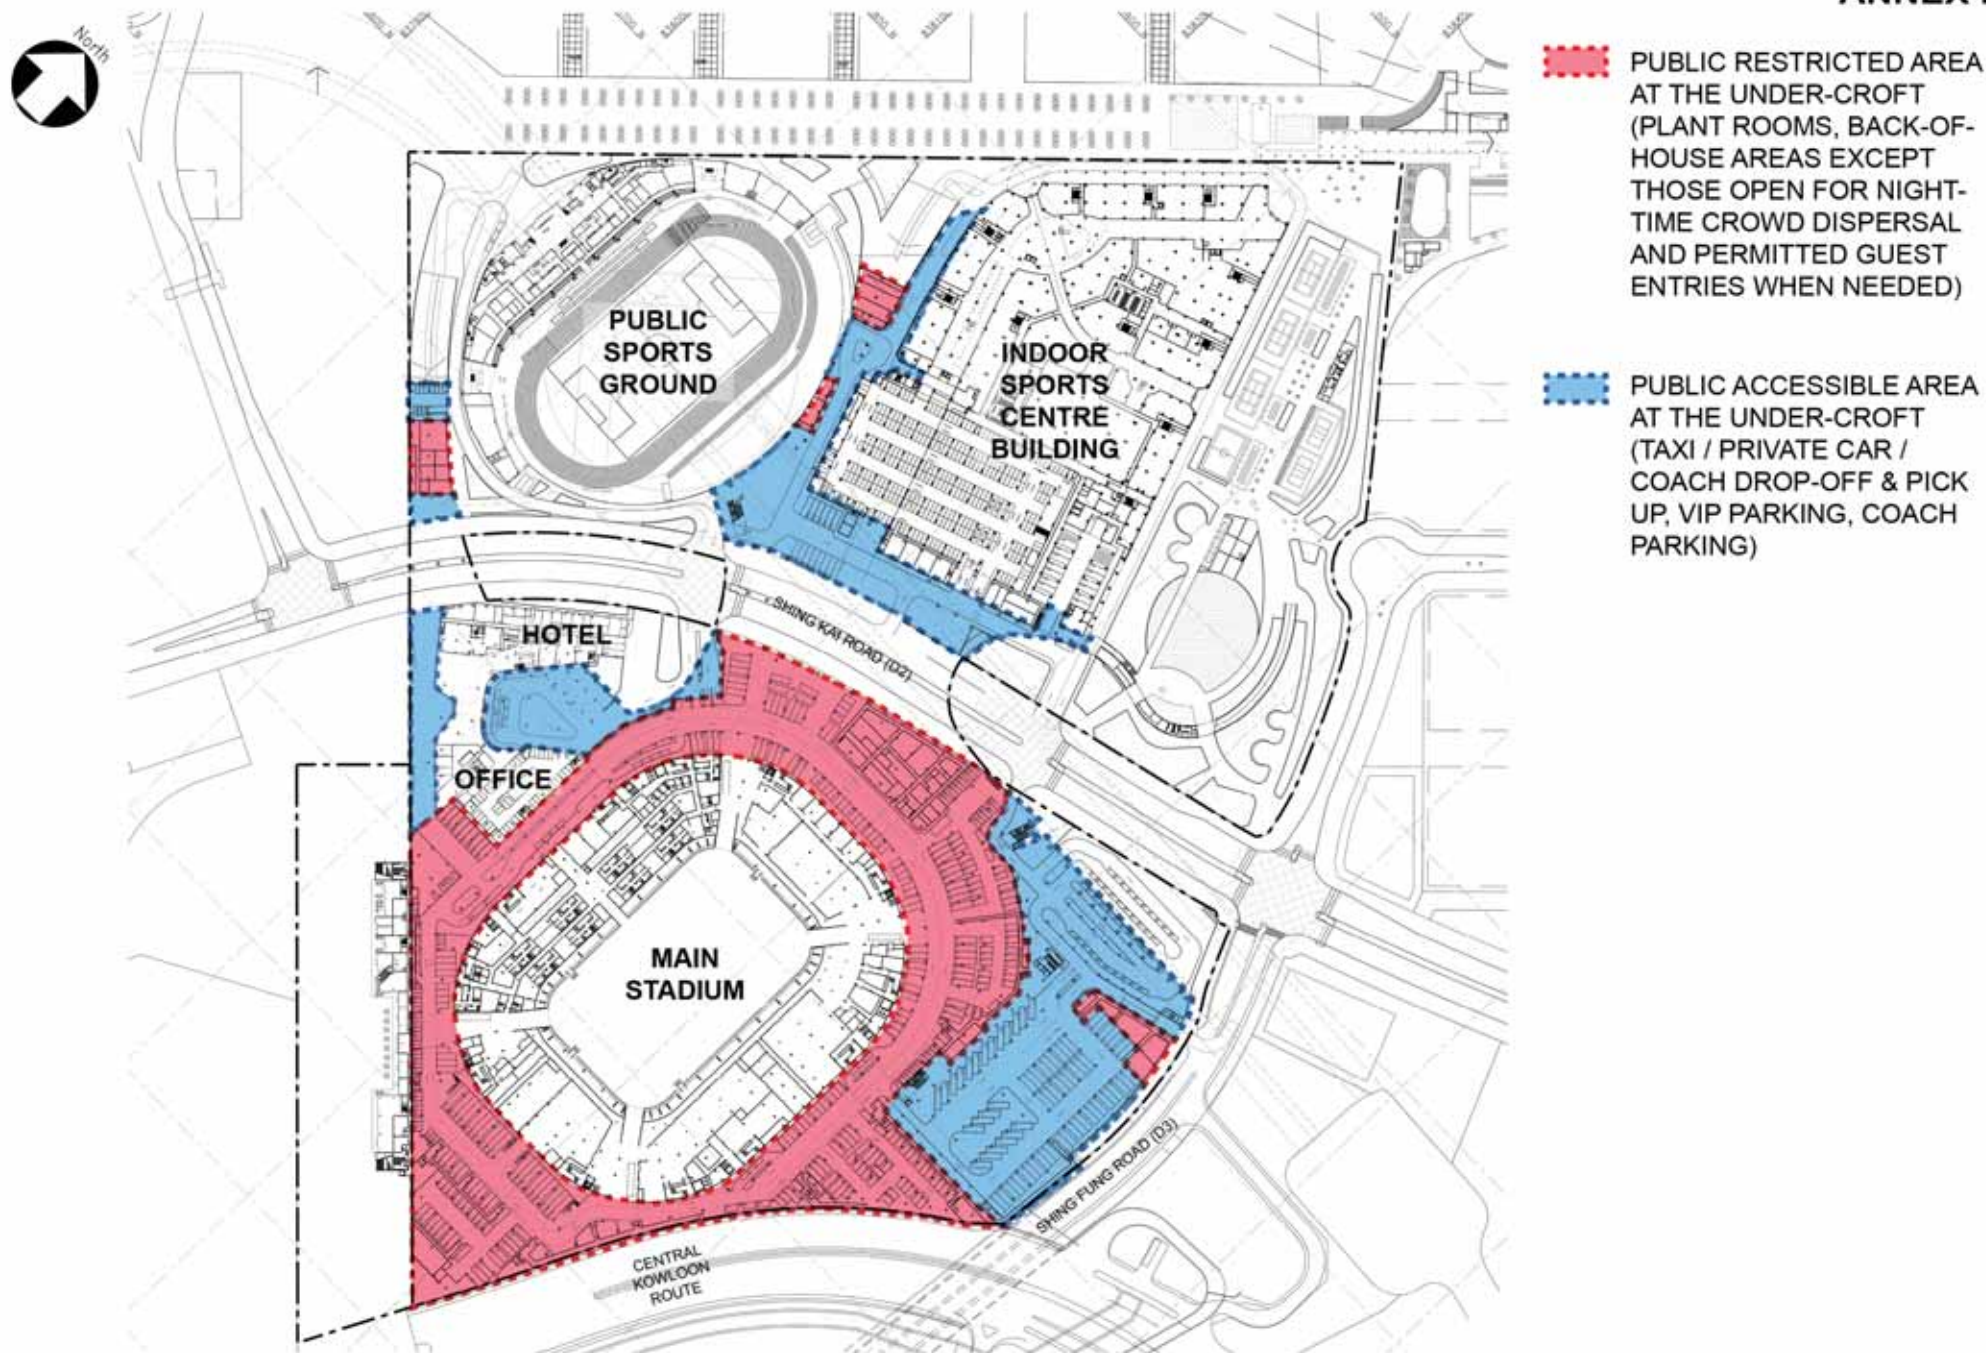 ANNEX
North
PUBLIC RESTRICTED AREA
AT THE UNDER-CROFT
(PLANT ROOMS, BACK-OF-
HOUSE AREAS EXCEPT
THOSE OPEN FOR NIGHT-
TIME CROWD DISPERSAL
AND PERMITTED GUEST
ENTRIES WHEN NEEDED)
PUBLIC ACCESSIBLE AREA
AT THE UNDER-CROFT
(TAXI / PRIVATE CAR /
COACH DROP-OFF & PICK
UP, VIP PARKING, COACH
PARKING)
PUBLIC
SPORTS
GROUND
INDOOR
SPORTS
CENTRE
BUILDING
SHING KAI ROAD (D2)
HOTEL
OFFICE
MAIN
STADIUM
SHING FUNG ROAD (D3)
CENTRAL
KOWLOON
ROUTE